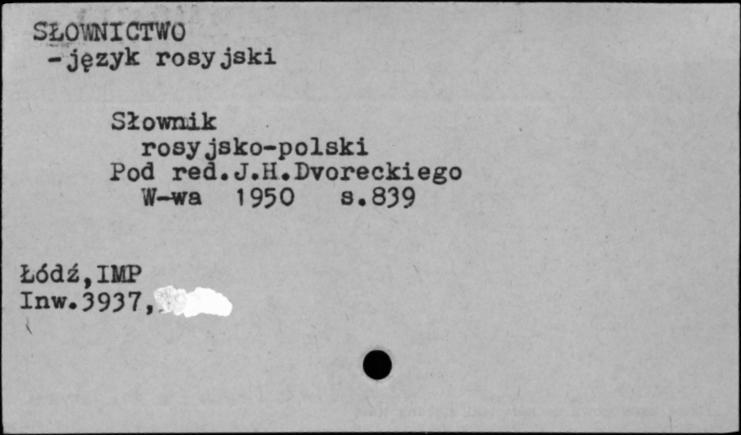 SŁOWNICTWO
-język rosyjski
Słownik
rosyjsko-polski
Pod red.J.H.Dvoreckiego
W-wa 1950 s.839
Łódź,IMP
Inw.3937,